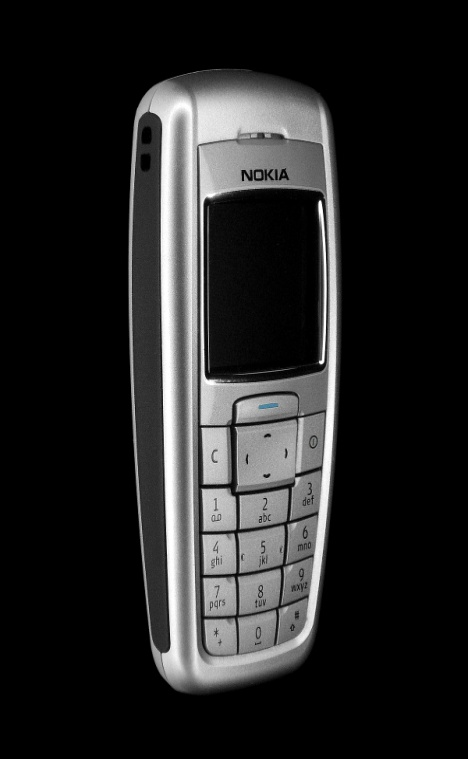 NOKIA
C
1 2 abc 3 def
4 ghi 5 jkl 6 mno
7 pqrs 8 tuv 9 wxyz
* + 0 #